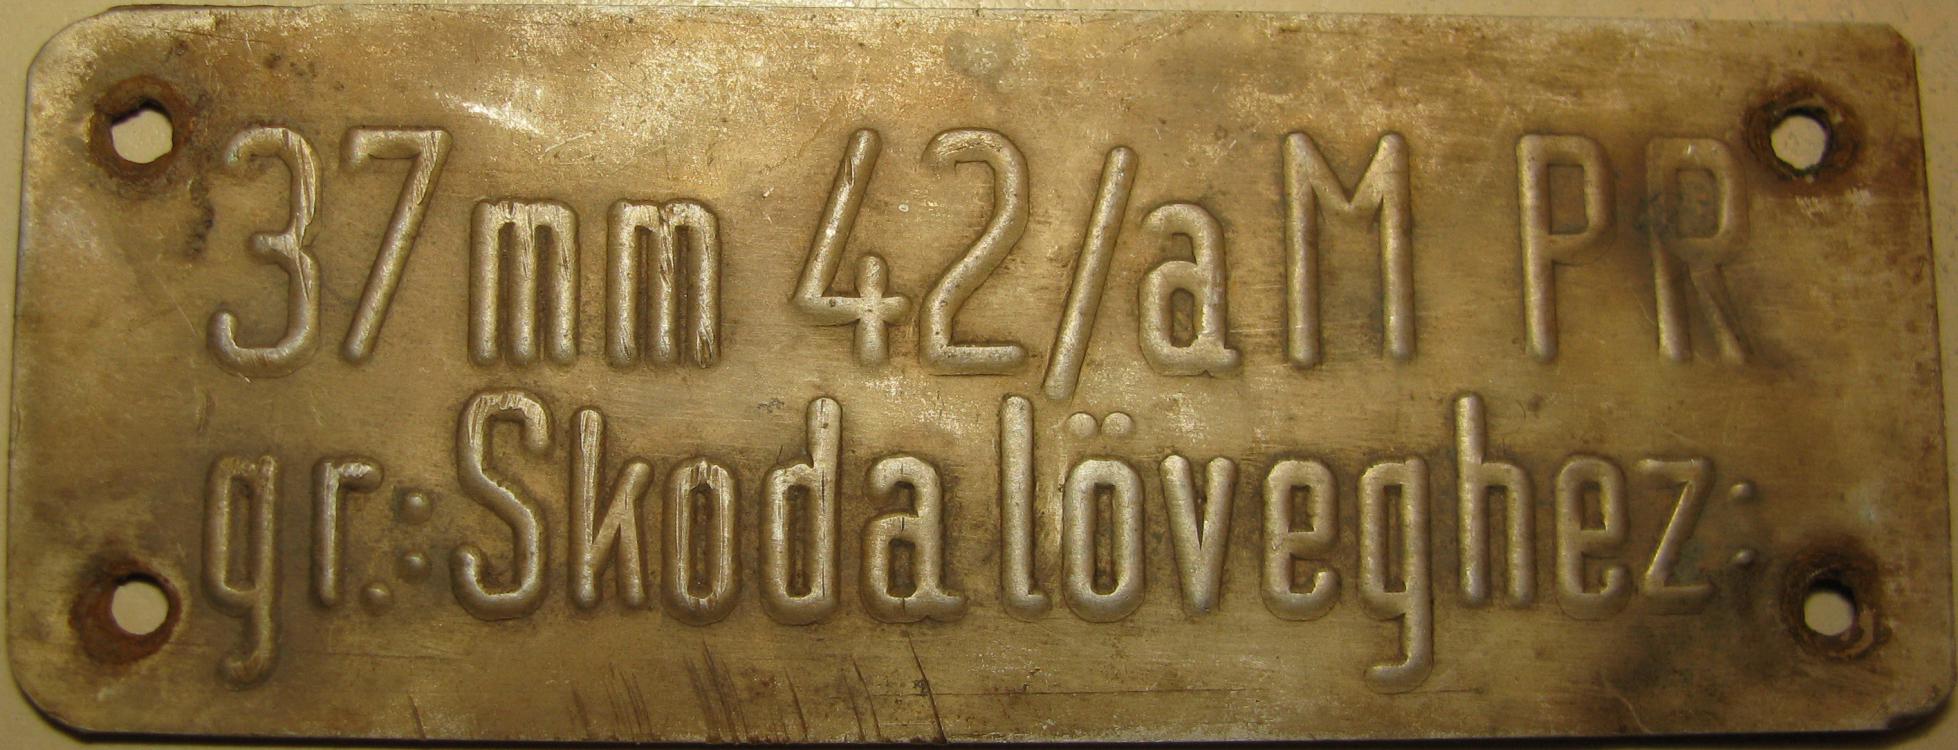 37mm 42/aM PR
gr.:Skoda löveghez: